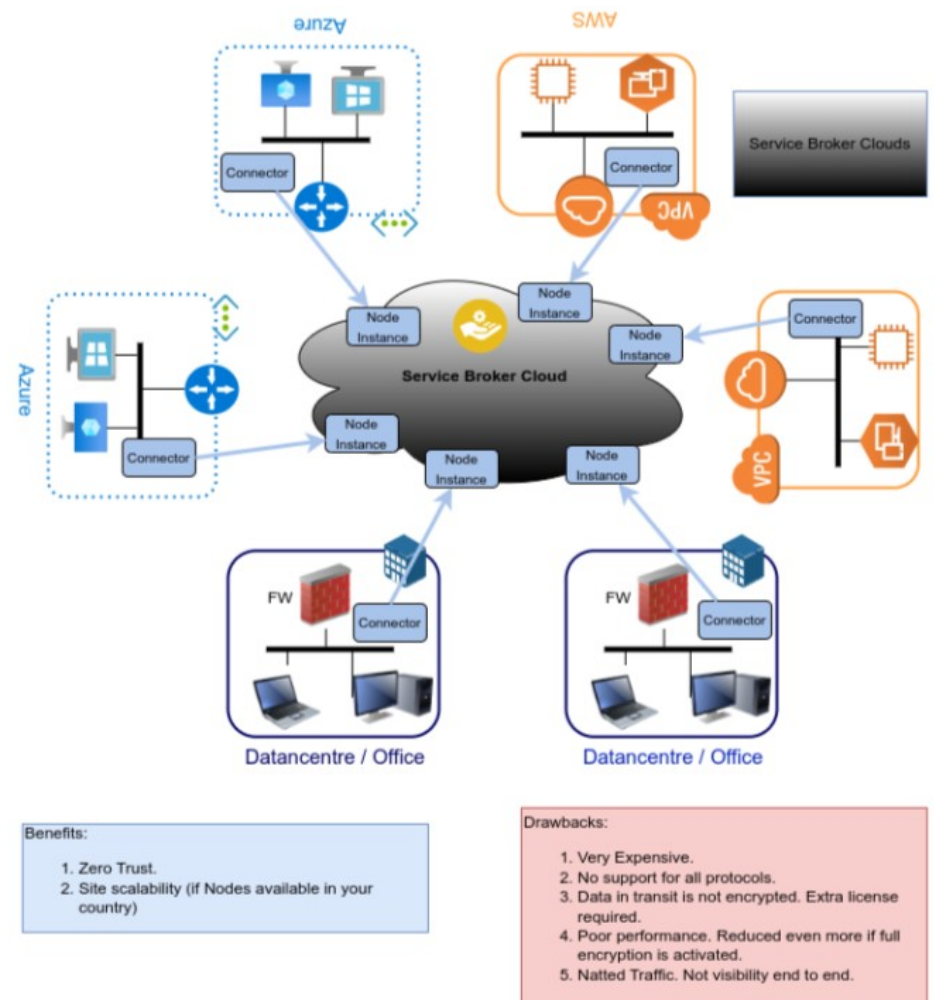 Azure
AWS
Connector
Connector
VPC
Service Broker Clouds
Node
Instance
Node
Instance
Node
Instance
Connector
Service Broker Cloud
Azure
Connector
Node
Instance
Node
Instance
Node
Instance
VPC
FW
Connector
FW
Connector
Datancentre / Office
Datancentre / Office
Benefits:
1. Zero Trust.
2. Site scalability (if Nodes available in your
country)
Drawbacks:
1. Very Expensive.
2. No support for all protocols.
3. Data in transit is not encrypted. Extra license
required.
4. Poor performance. Reduced even more if full
encryption is activated.
5. Natted Traffic. Not visibility end to end.